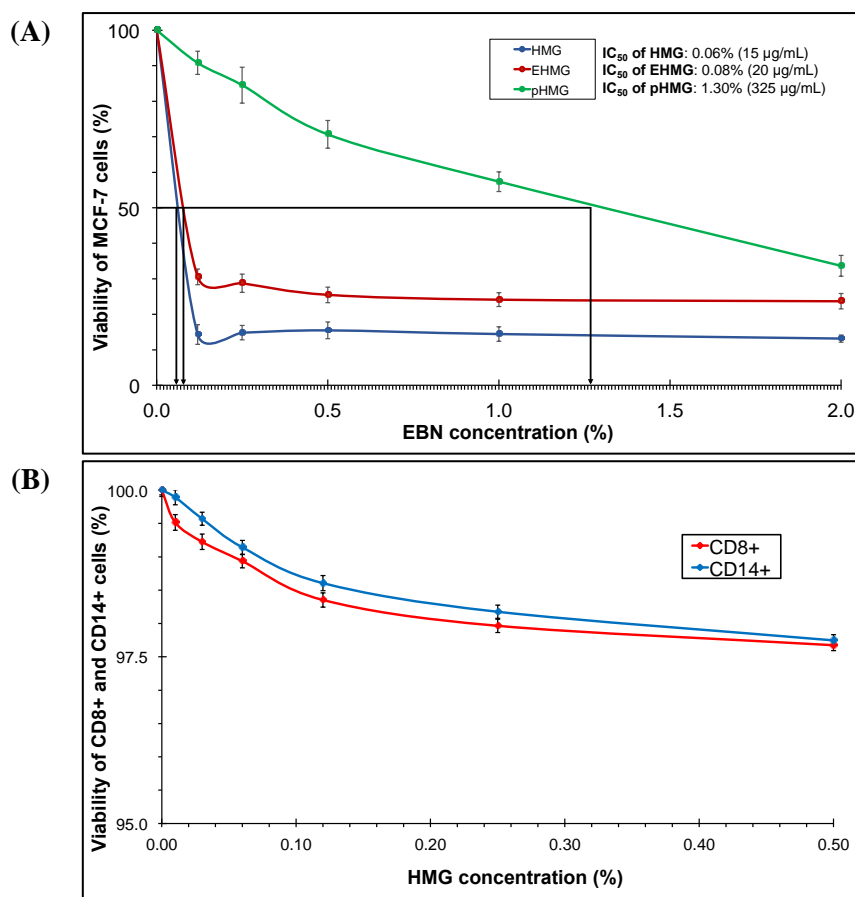 (A)
100
50
0
Viability of MCF-7 cells (%)
HMG
EHMG
pHMG
IC50 of HMG: 0.06% (15 µg/mL)
IC50 of EHMG: 0.08% (20 µg/mL)
IC50 of pHMG: 1.30% (325 µg/mL)
0.0 0.5 1.0 1.5 2.0
EBN concentration (%)
(B)
100.0
97.5
95.0
Viability of CD8+ and CD14+ cells (%)
CD8+
CD14+
0.00 0.10 0.20 0.30 0.40 0.50
HMG concentration (%)